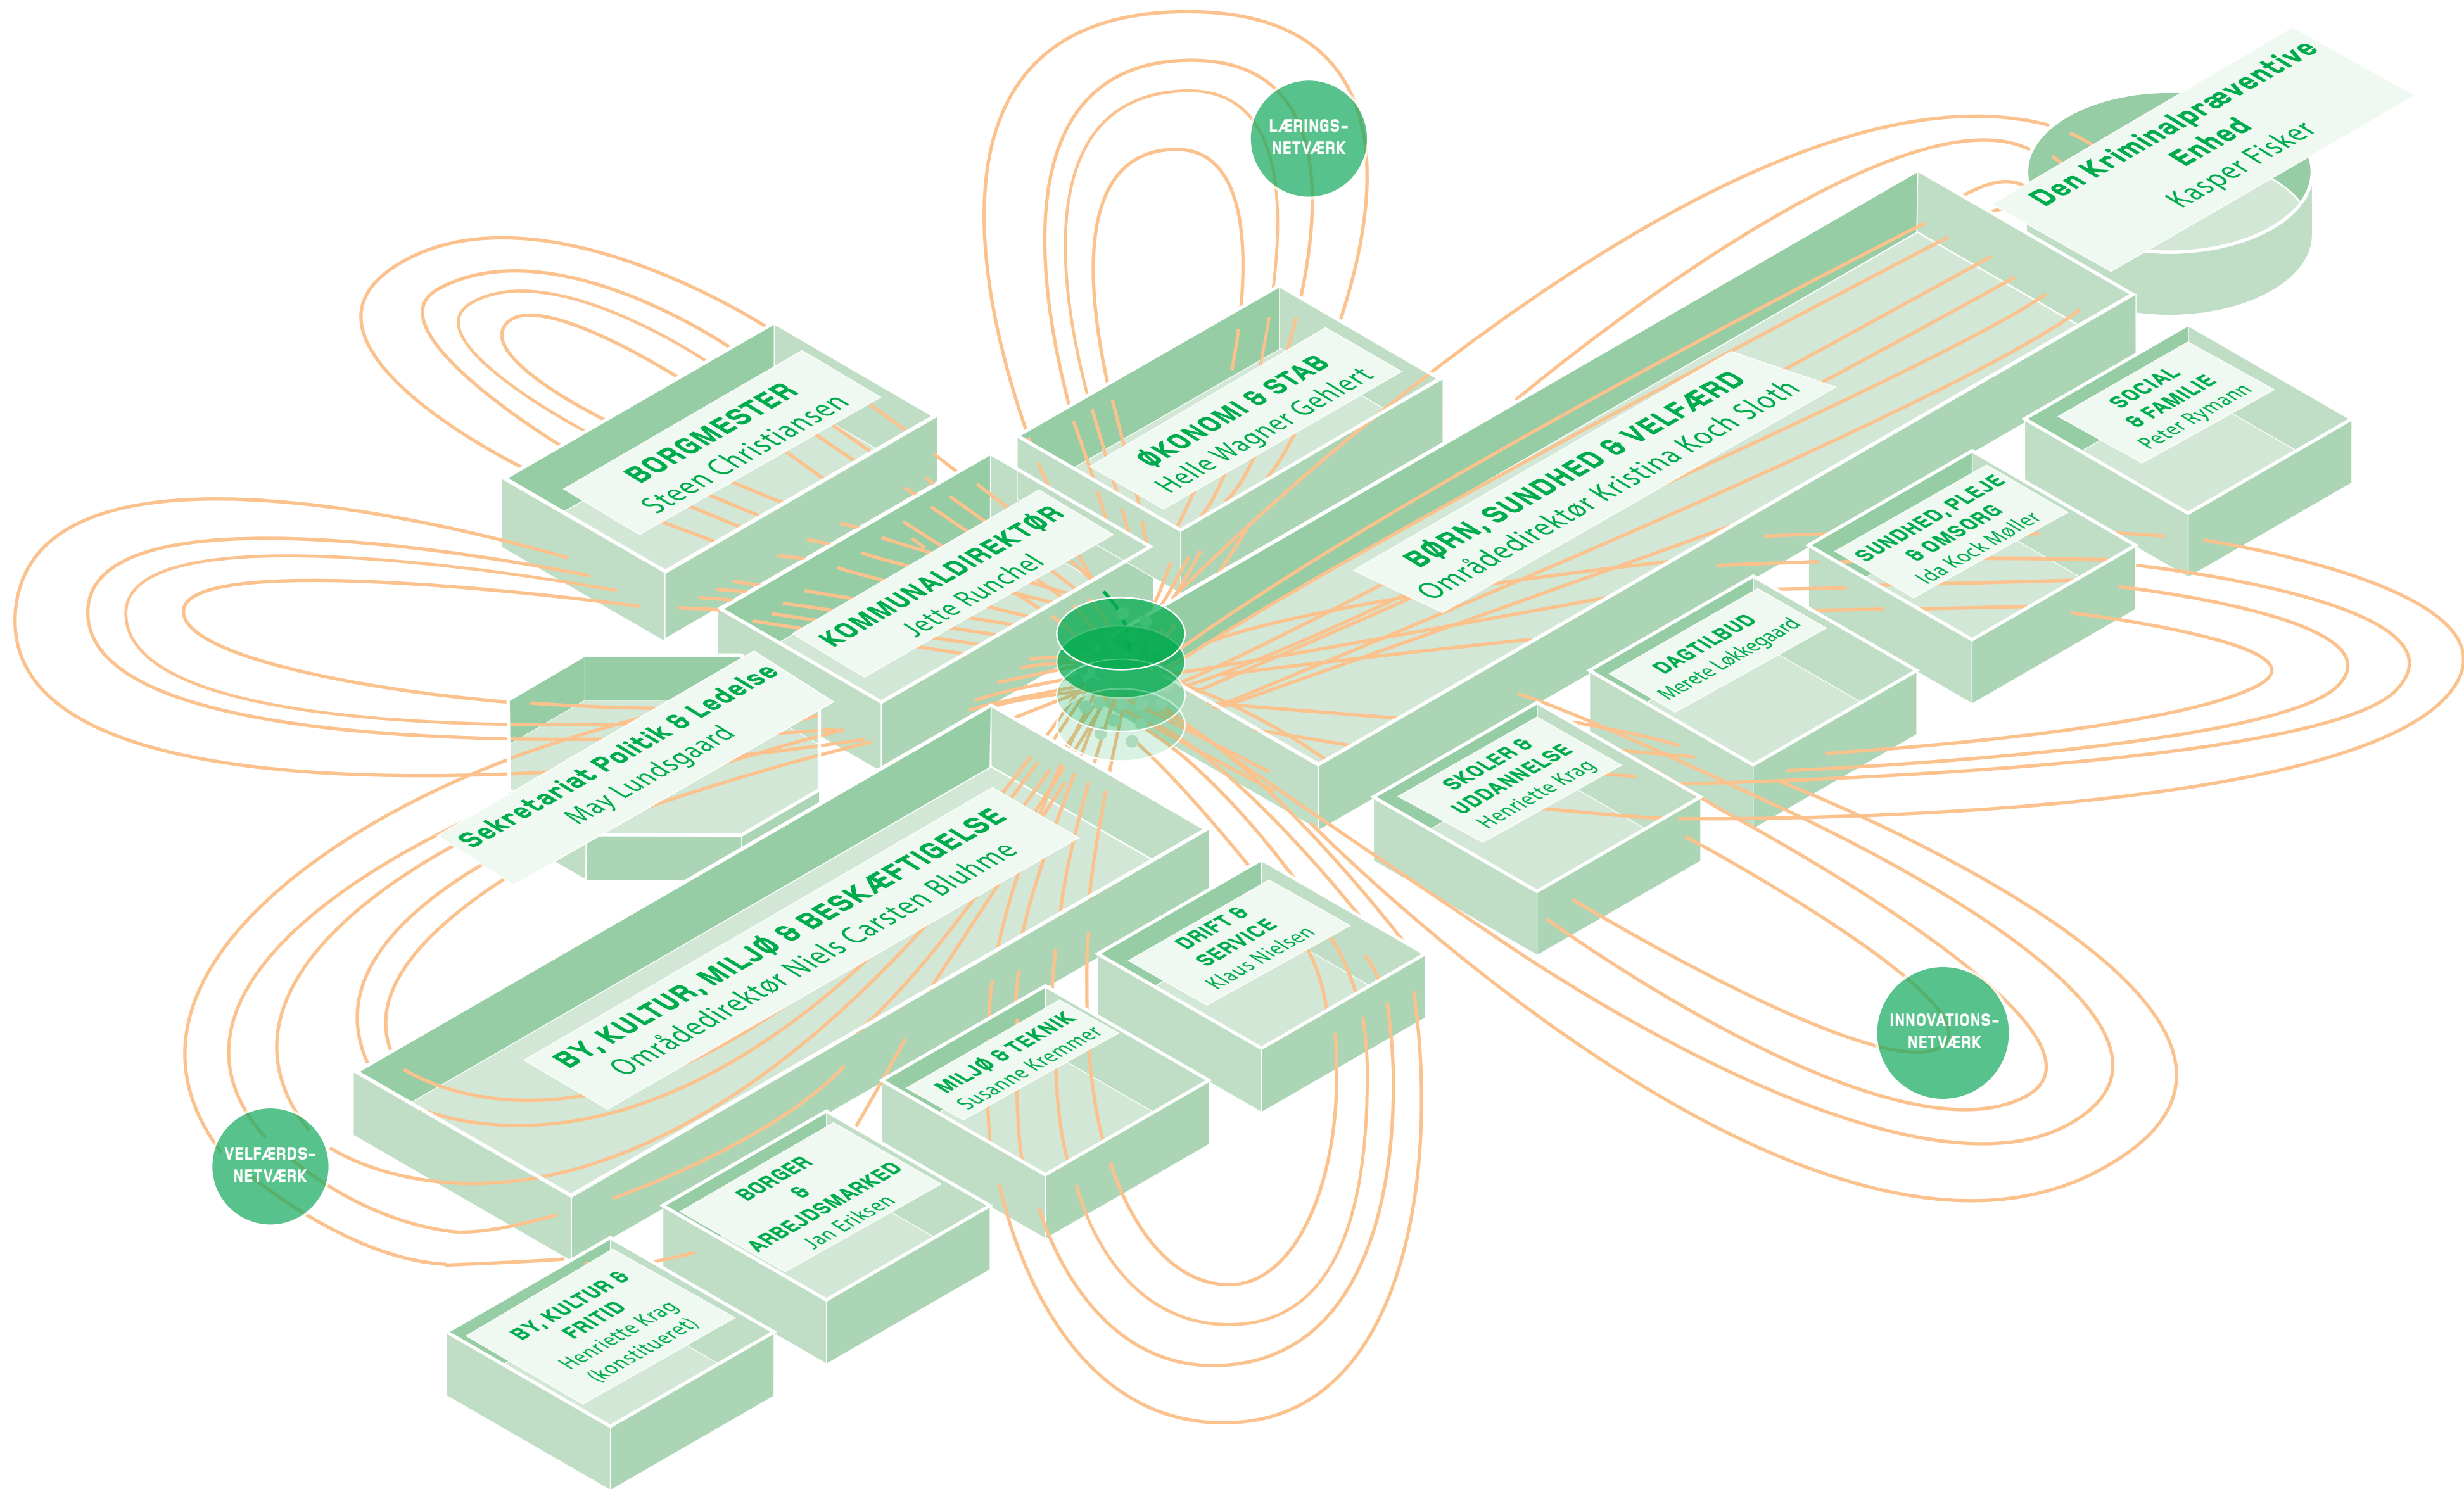 LÆRINGS-
NETVÆRK
Den Kriminalpræventive
Enhed
Kasper Fisker
BORGMESTER
Steen Christiansen
ØKONOMI & STAB
Helle Wagner Gehlert
BØRN, SUNDHED & VELFÆRD
Områdedirektør Kristina Koch Sloth
SOCIAL
& FAMILIE
Peter Rymann
SUNDHED, PLEJE
& OMSORG
Ida Kock Møller
KOMMUNALDIREKTØR
Jette Runchel
DAGTILBUD
Merete Løkkegaard
Sekretariat Politik & Ledelse
May Lundsgaard
SKOLER &
UDDANNELSE
Henriette Krag
BY, KULTUR, MILJØ & BESKÆFTIGELSE
Områdedirektør Niels Carsten Bluhme
DRIFT &
SERVICE
Klaus Nielsen
INNOVATIONS-
NETVÆRK
MILJØ & TEKNIK
Susanne Kremmer
VELFÆRDS-
NETVÆRK
BORGER
&
ARBEJDSMARKED
Jan Eriksen
BY, KULTUR &
FRITID
Henriette Krag
(konstitueret)